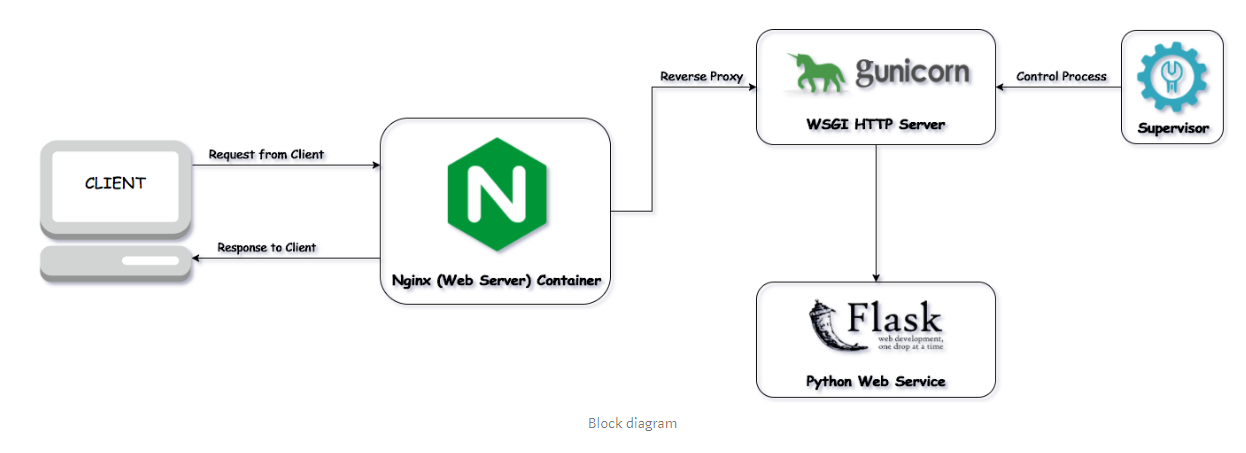 CLIENT
Request from Client
Response to Client
N
Nginx (Web Server) Container
Reverse Proxy
gunicorn
WSGI HTTP Server
Control Process
Supervisor
Flask
web development,
one drop at a time
Python Web Service
Block diagram